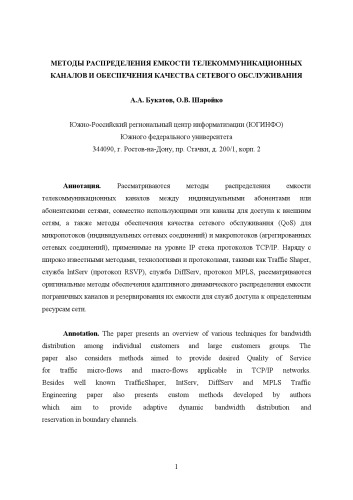 МЕТОДЫ РАСПРЕДЕЛЕНИЯ ЕМКОСТИ ТЕЛЕКОММУНИКАЦИОННЫХ
КАНАЛОВ И ОБЕСПЕЧЕНИЯ КАЧЕСТВА СЕТЕВОГО ОБСЛУЖИВАНИЯ
А.А. Букатов, О.В. Шаройко
Южно-Российский региональный центр информатизации (ЮГИНФО)
Южного федерального университета
344090, г. Ростов-на-Дону, пр. Стачки, д. 200/1, корп. 2
Аннотация. Рассматриваются методы распределения емкости
телекоммуникационных каналов между индивидуальными абонентами или
абонентскими сетями, совместно использующими эти каналы для доступа к внешним
сетям, а также методы обеспечения качества сетевого обслуживания (QoS) для
микропотоков (индивидуальных сетевых соединений) и макропотоков (агрегированных
сетевых соединений), применимые на уровне IP стека протоколов TCP/IP. Наряду с
широко известными методами, технологиями и протоколами, такими как Traffic Shaper,
служба IntServ (протокол RSVP), служба DiffServ, протокол MPLS, рассматриваются
оригинальные методы обеспечения адаптивного динамического распределения емкости
пограничных каналов и резервирования их емкости для служб доступа к определенным
ресурсам сети.
Annotation. The paper presents an overview of various techniques for bandwidth
distribution among individual customers and large customers groups. The
paper also considers methods aimed to provide desired Quality of Service
for traffic micro-flows and macro-flows applicable in TCP/IP networks.
Besides well known TrafficShaper, IntServ, DiffServ and MPLS Traffic
Engineering paper also presents custom methods developed by authors
which aim to provide adaptive dynamic bandwidth distribution and
reservation in boundary channels.
1